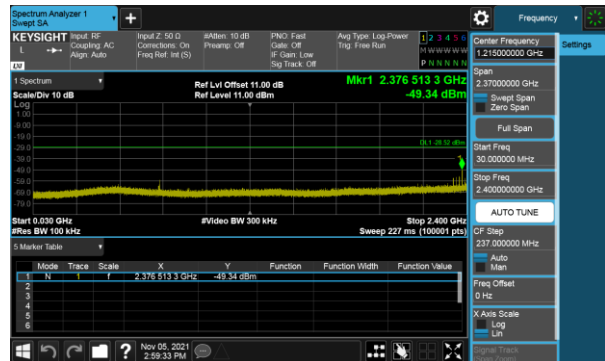 Spectrum Analyzer 1
Swept SA
+
Frequency
KEYSIGHT
Input: RF
Coupling: AC
Align: Auto
Input Z: 50 Ω
Corrections: On
Freq Ref: Int (S)
#Atten: 10 dB
Preamp: Off
PNO: Fast
Gate: Off
IF Gain: Low
Sig Track: Off
Avg Type: Log-Power
Trig: Free Run
1 2 3 4 5 6
M W W W W W
P N N N N N
L
1 Spectrum
Scale/Div 10 dB
Log
Ref Lvl Offset 11.00 dB
Ref Level 11.00 dBm
Mkr1 2.376 513 3 GHz
-49.34 dBm
1.00
-9.00
-19.0
-29.0
-39.0
-49.0
-59.0
-69.0
-79.0
DL1 -28.52 dBm
Start 0.030 GHz
#Res BW 100 kHz
#Video BW 300 kHz
Stop 2.400 GHz
Sweep 227 ms (100001 pts)
5 Marker Table
Mode Trace Scale X Y Function Function Width Function Value
1 N 1 f 2.376 513 3 GHz -49.34 dBm
2
3
4
5
6
Nov 05, 2021
2:59:33 PM
?
Center Frequency
1.215000000 GHz
Settings
Span
2.37000000 GHz
Swept Span
Zero Span
Full Span
Start Freq
30.000000 MHz
Stop Freq
2.400000000 GHz
AUTO TUNE
CF Step
237.000000 MHz
Auto
Man
Freq Offset
0 Hz
X Axis Scale
Log
Lin
Signal Track